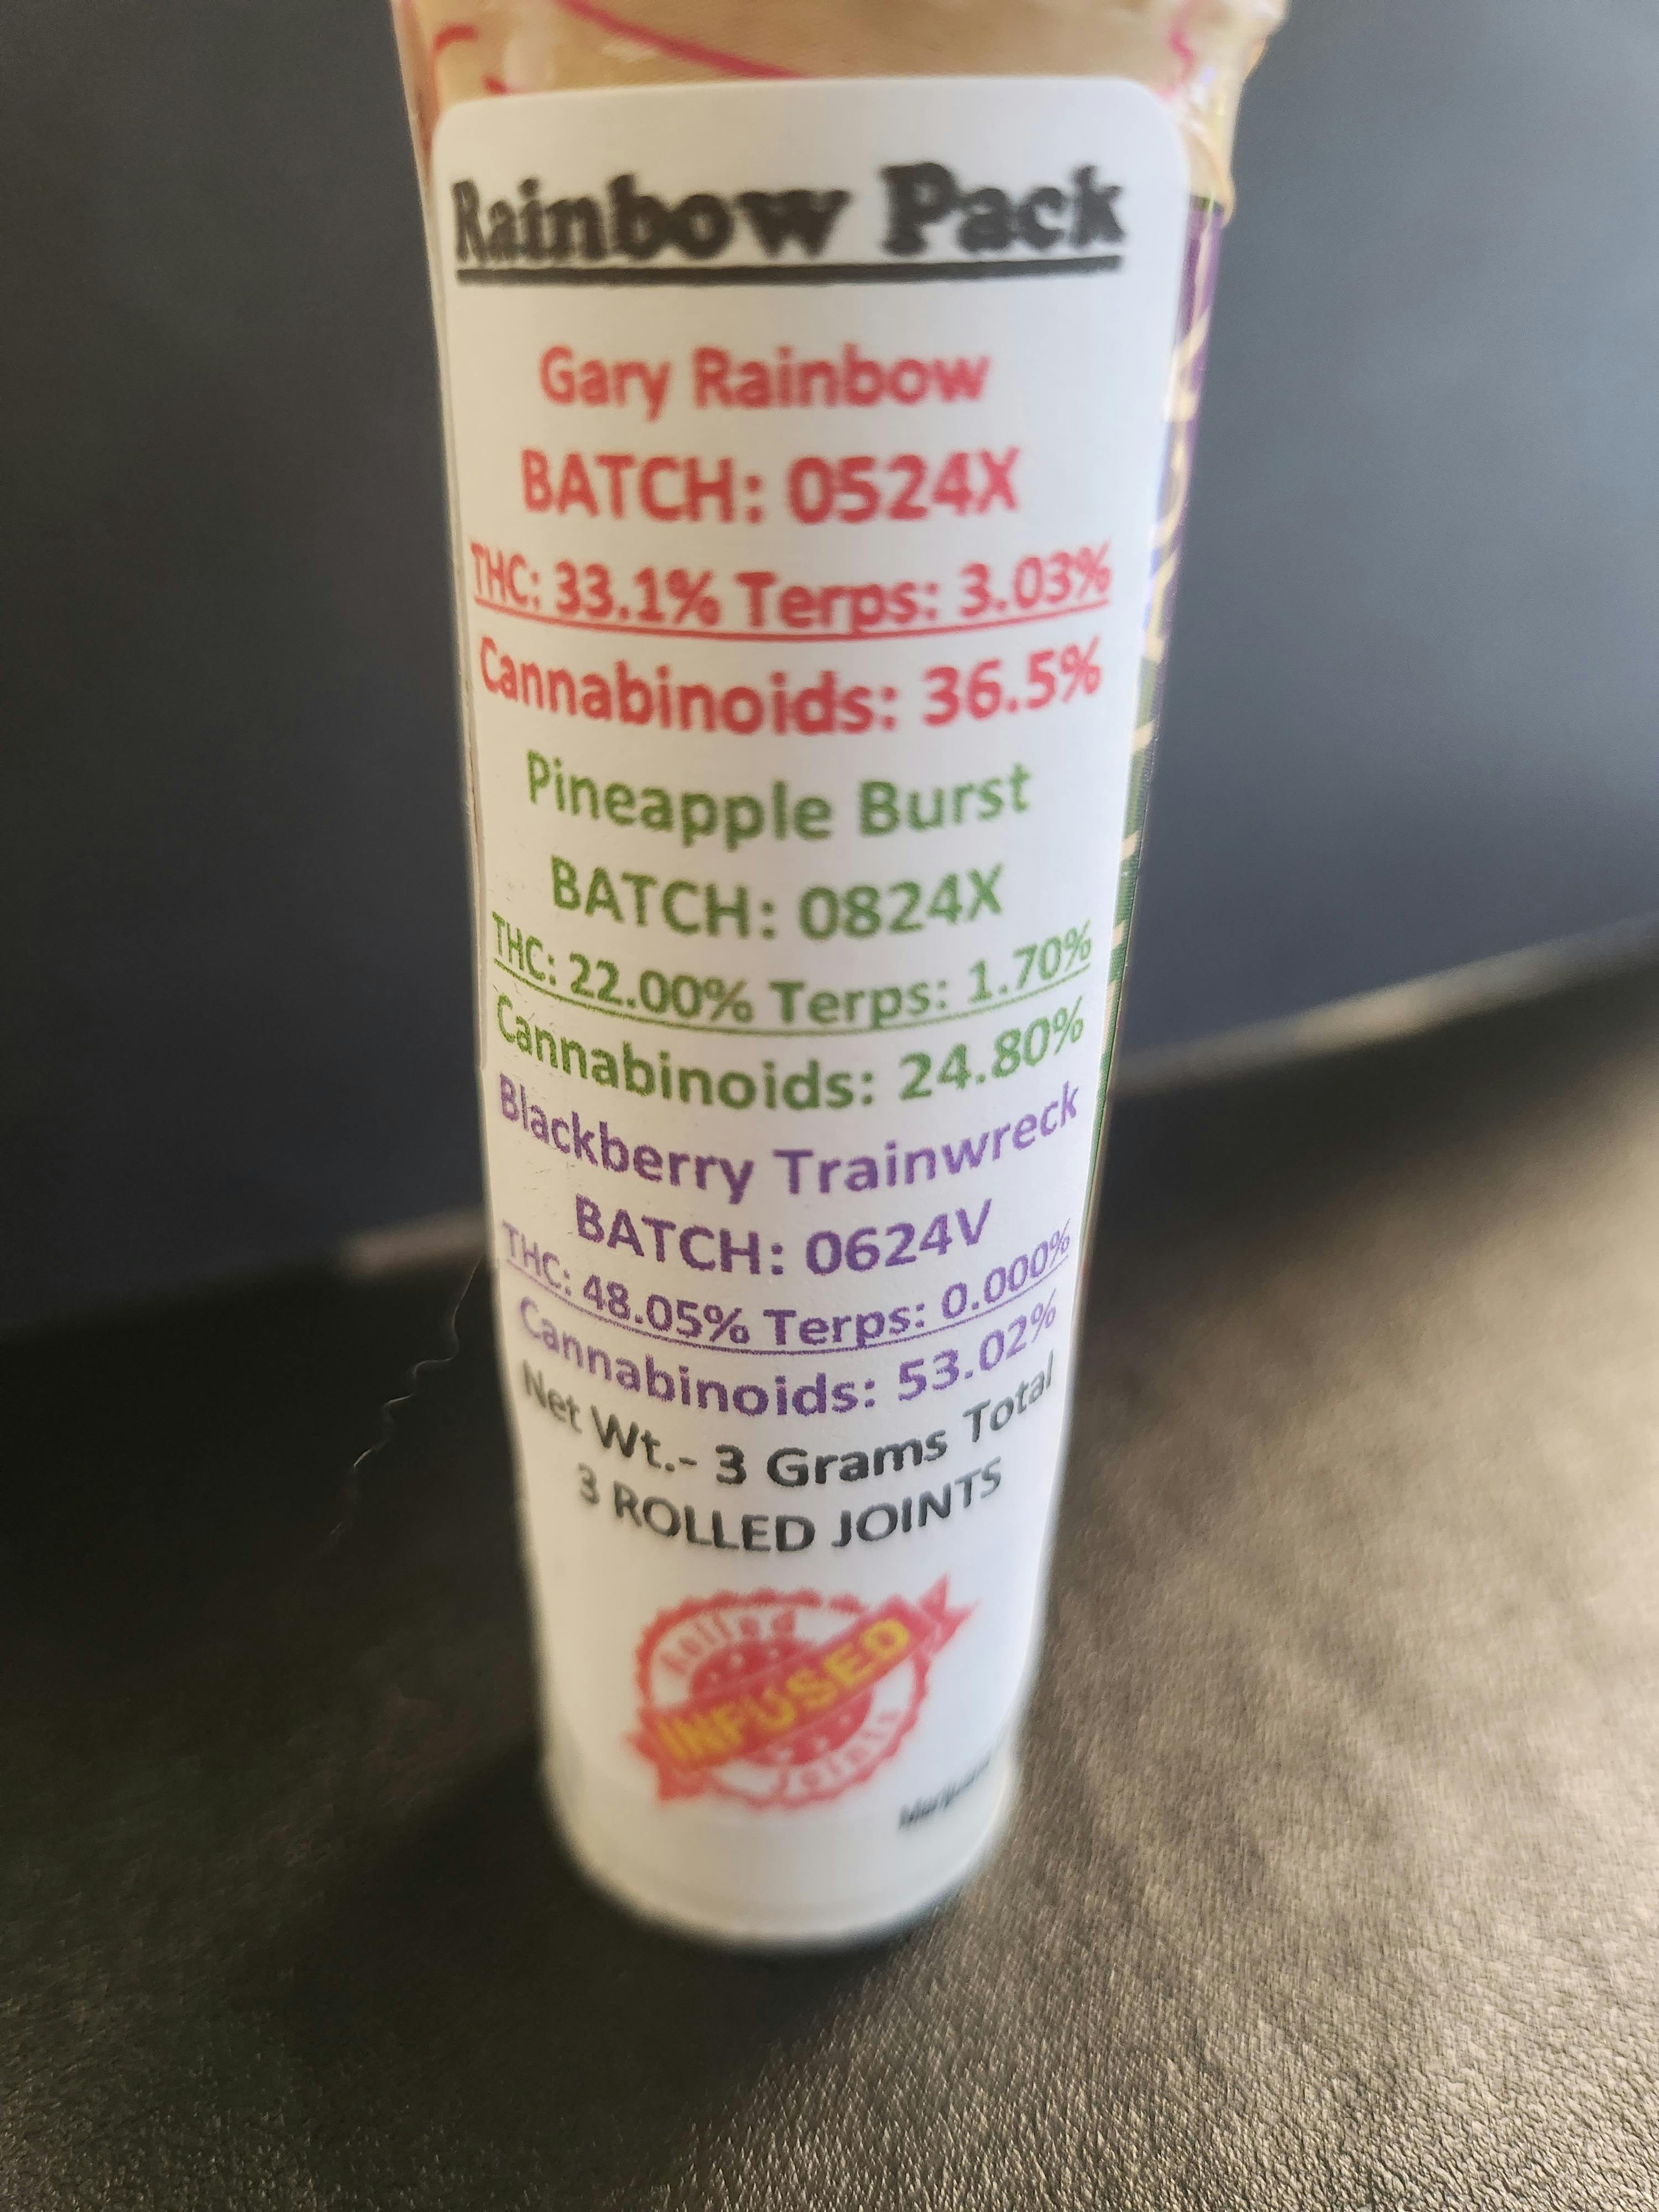 Rainbow Pack
Gary Rainbow
BATCH: 0524X
THC: 33.1% Terps: 3.03%
Cannabinoids: 36.5%
Pineapple Burst
BATCH: 0824X
THC: 22.00% Terps: 1.70%
Cannabinoids: 24.80%
Blackberry Trainwreck
BATCH: 0624V
THC: 48.05% Terps: 0.000%
Cannabinoids: 53.02%
Net Wt.- 3 Grams Total
3 ROLLED JOINTS
Rolled
INFUSED
Joints